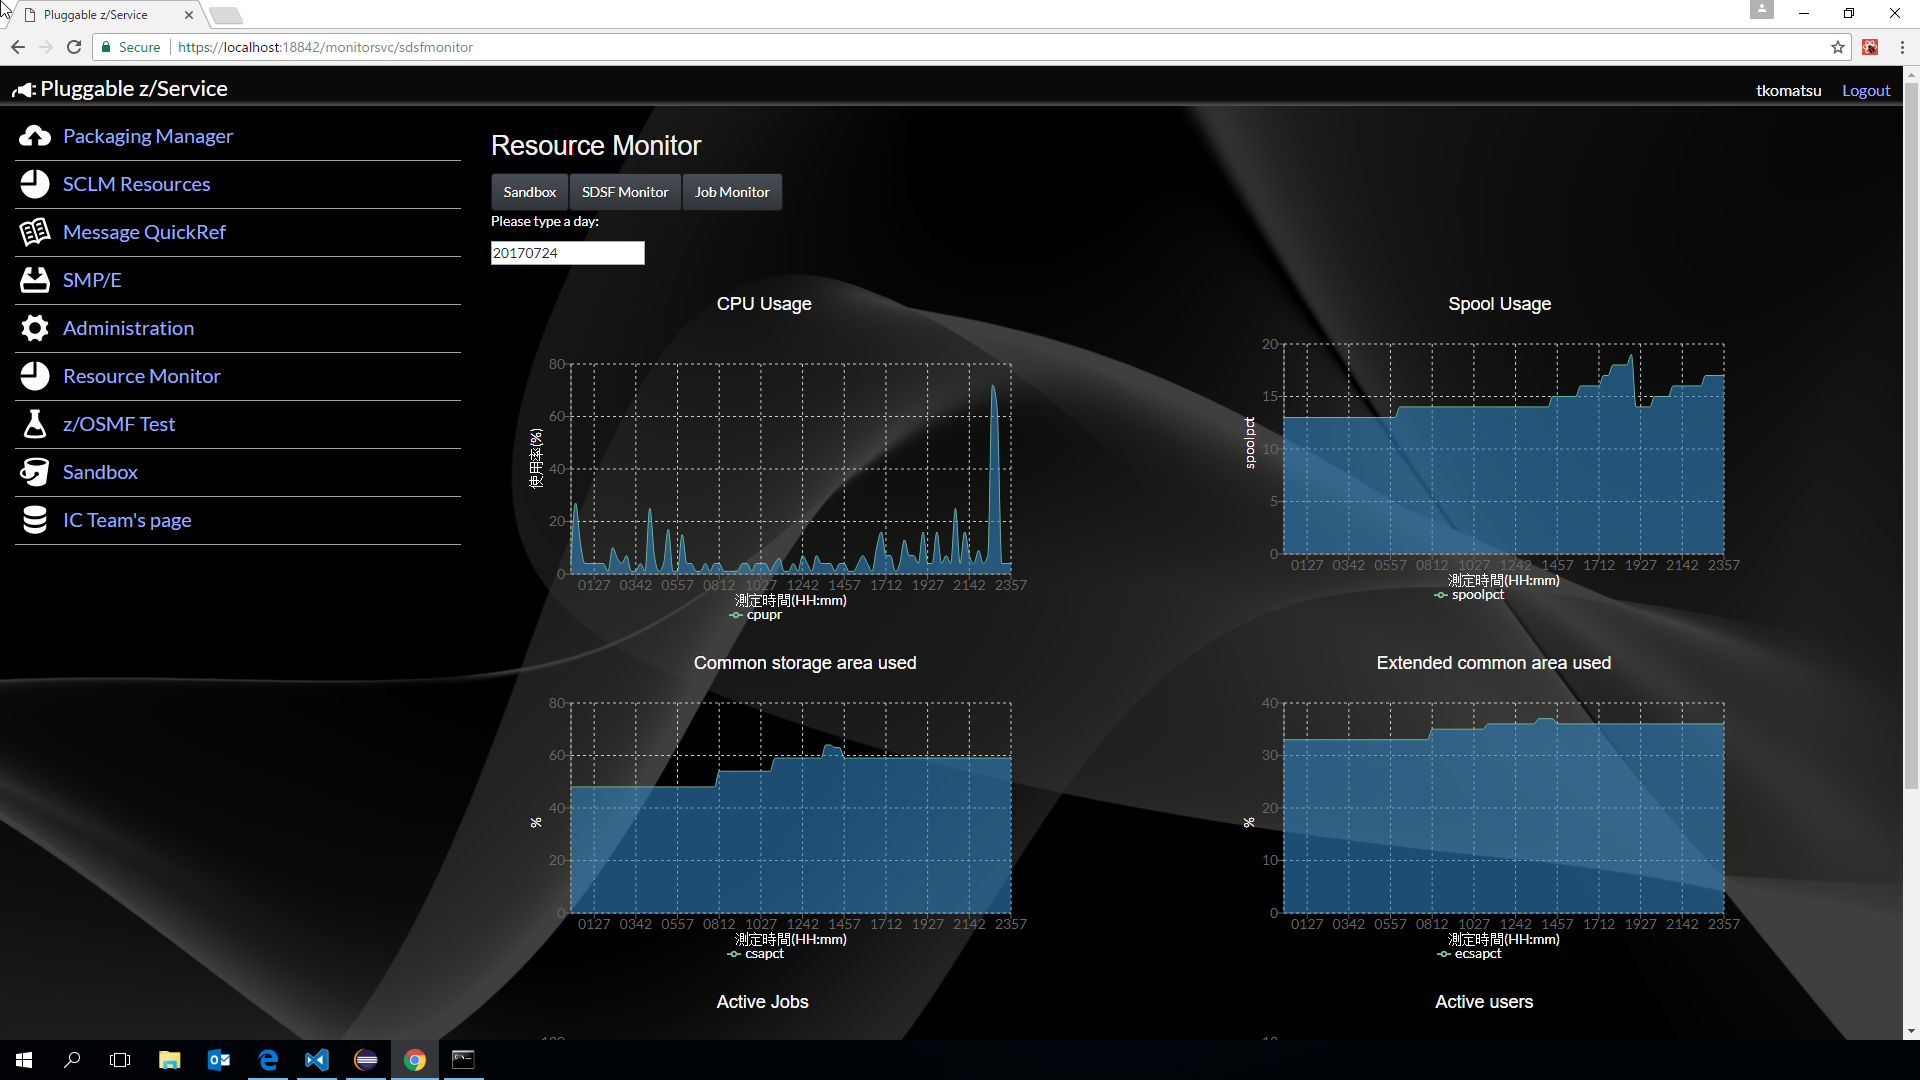 Pluggable z/Service
Secure https://localhost:18842/monitorsvc/sdsfmonitor
Pluggable z/Service
tkomatsu Logout
Packaging Manager
SCLM Resources
Message QuickRef
SMP/E
Administration
Resource Monitor
z/OSMF Test
Sandbox
IC Team's page
Resource Monitor
Sandbox SDSF Monitor Job Monitor
Please type a day:
20170724
CPU Usage
80
60
40
20
0
使用率(%)
0127 0342 0557 0812 1027 1242 1457 1712 1927 2142 2357
測定時間(HH:mm)
cpupr
Spool Usage
20
15
10
5
0
spoolpct
0127 0342 0557 0812 1027 1242 1457 1712 1927 2142 2357
測定時間(HH:mm)
spoolpct
Common storage area used
80
60
40
20
0
%
0127 0342 0557 0812 1027 1242 1457 1712 1927 2142 2357
測定時間(HH:mm)
csapct
Extended common area used
40
30
20
10
0
%
0127 0342 0557 0812 1027 1242 1457 1712 1927 2142 2357
測定時間(HH:mm)
ecsapct
Active Jobs
Active users